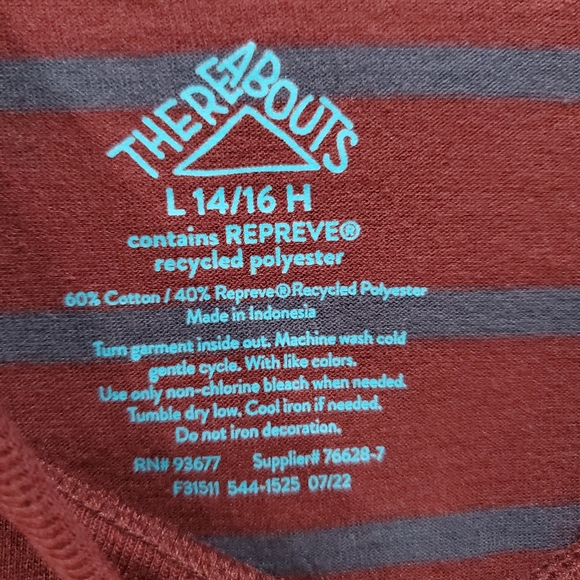 THEREABOUTS
L 14/16 H
contains REPREVE®
recycled polyester
60% Cotton / 40% Repreve® Recycled Polyester
Made in Indonesia
Turn garment inside out. Machine wash cold
gentle cycle. With like colors.
Use only non-chlorine bleach when needed.
Tumble dry low. Cool iron if needed.
Do not iron decoration.
RN# 93677 Supplier# 76628-7
F31511 544-1525 07/22